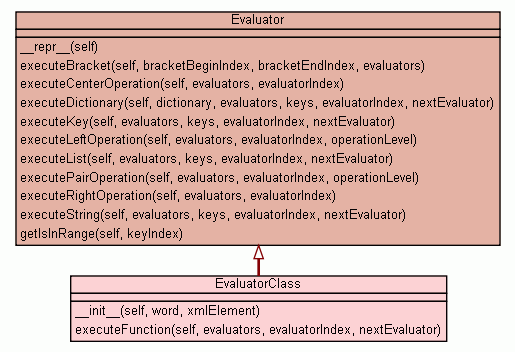 Evaluator
__repr__(self)
executeBracket(self, bracketBeginIndex, bracketEndIndex, evaluators)
executeCenterOperation(self, evaluators, evaluatorIndex)
executeDictionary(self, dictionary, evaluators, keys, evaluatorIndex, nextEvaluator)
executeKey(self, evaluators, keys, evaluatorIndex, nextEvaluator)
executeLeftOperation(self, evaluators, evaluatorIndex, operationLevel)
executeList(self, evaluators, keys, evaluatorIndex, nextEvaluator)
executePairOperation(self, evaluators, evaluatorIndex, operationLevel)
executeRightOperation(self, evaluators, evaluatorIndex)
executeString(self, evaluators, keys, evaluatorIndex, nextEvaluator)
getIsInRange(self, keyIndex)
EvaluatorClass
__init__(self, word, xmlElement)
executeFunction(self, evaluators, evaluatorIndex, nextEvaluator)